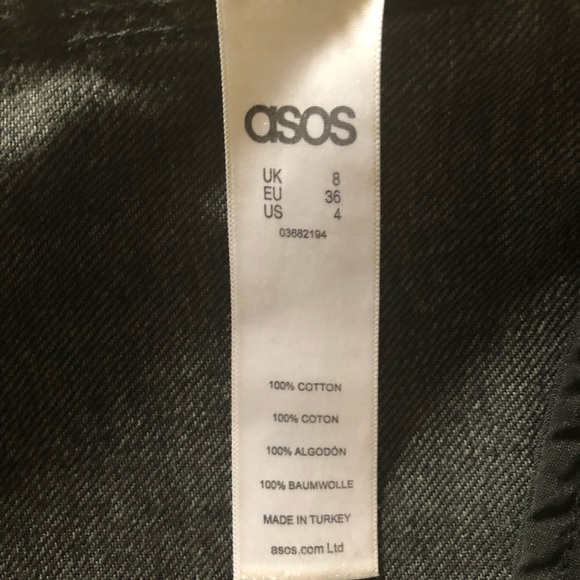 asos
UK 8
EU 36
US 4
03682194
100% COTTON
100% COTON
100% ALGODÓN
100% BAUMWOLLE
MADE IN TURKEY
asos.com Ltd